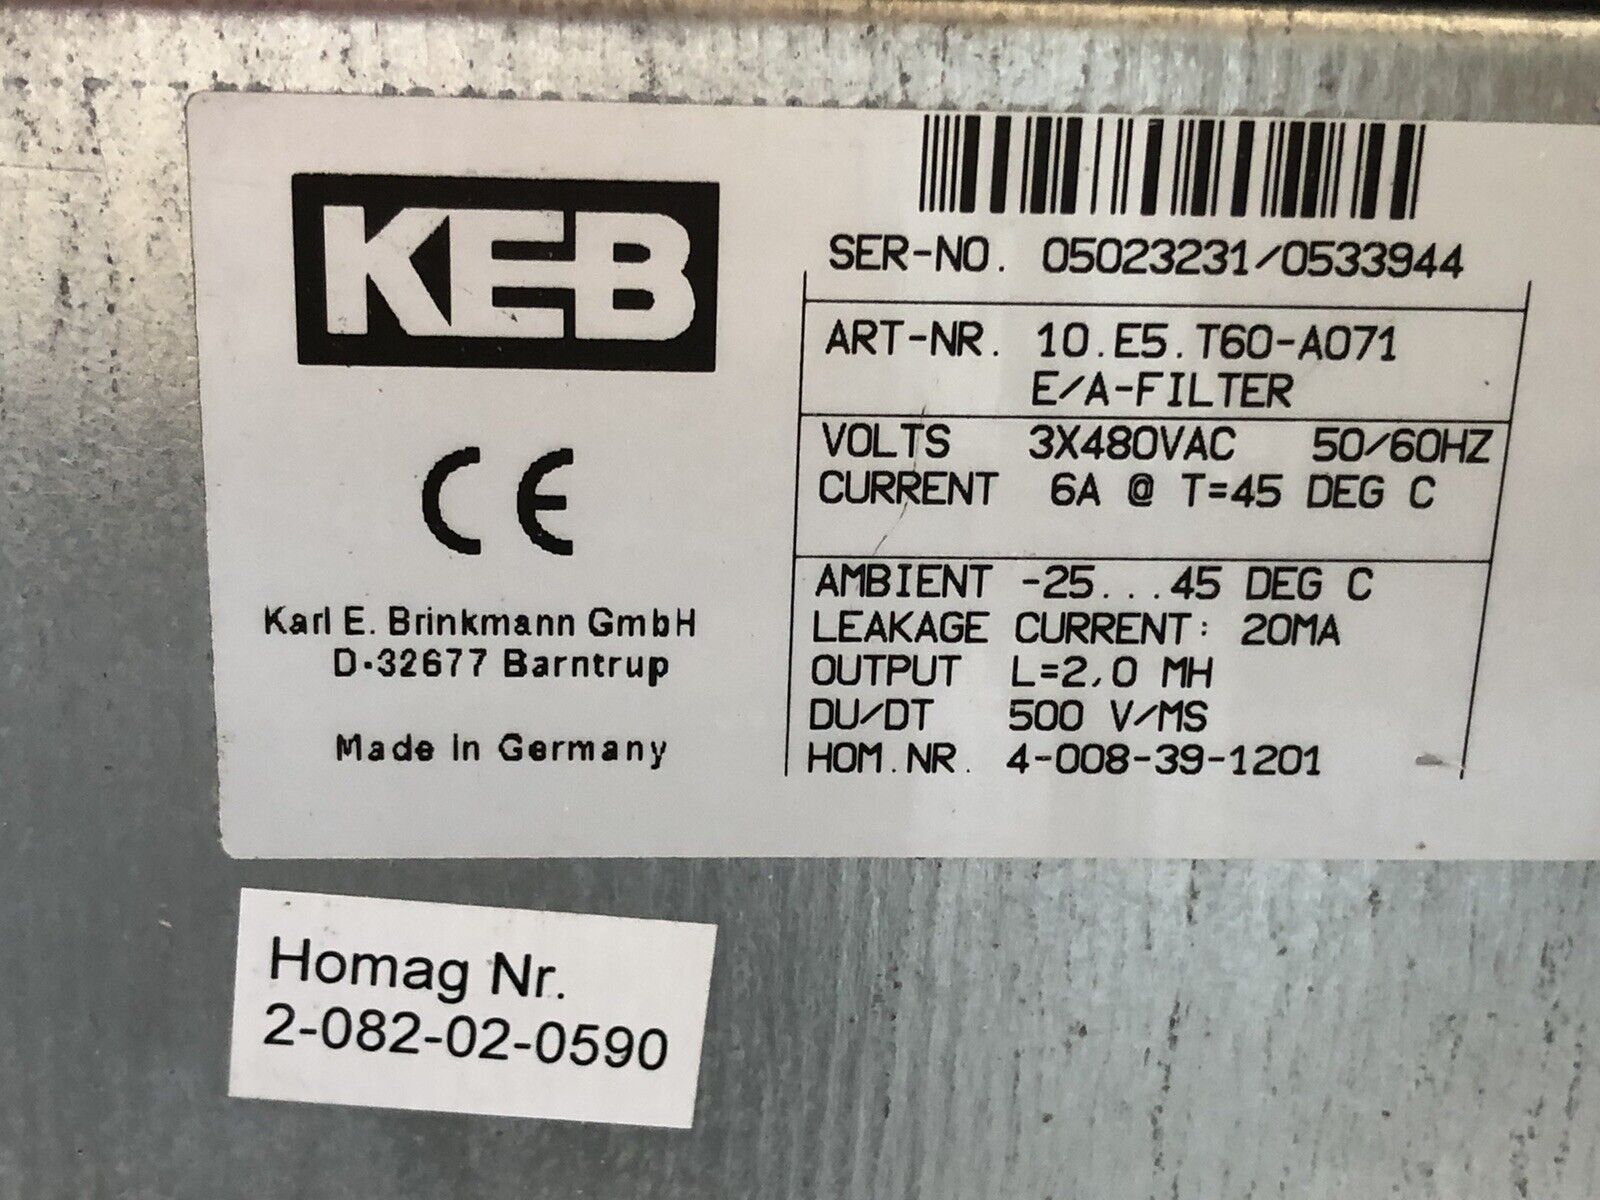 KEB
CE
Karl E. Brinkmann GmbH
D-32677 Barntrup
Made in Germany
SER-NO. 05023231/0533944
ART-NR. 10.E5.T60-A071
E/A-FILTER
VOLTS 3X480VAC 50/60HZ
CURRENT 6A @ T=45 DEG C
AMBIENT -25...45 DEG C
LEAKAGE CURRENT: 20MA
OUTPUT L=2,0 MH
DU/DT 500 V/MS
HOM.NR. 4-008-39-1201
Homag Nr.
2-082-02-0590